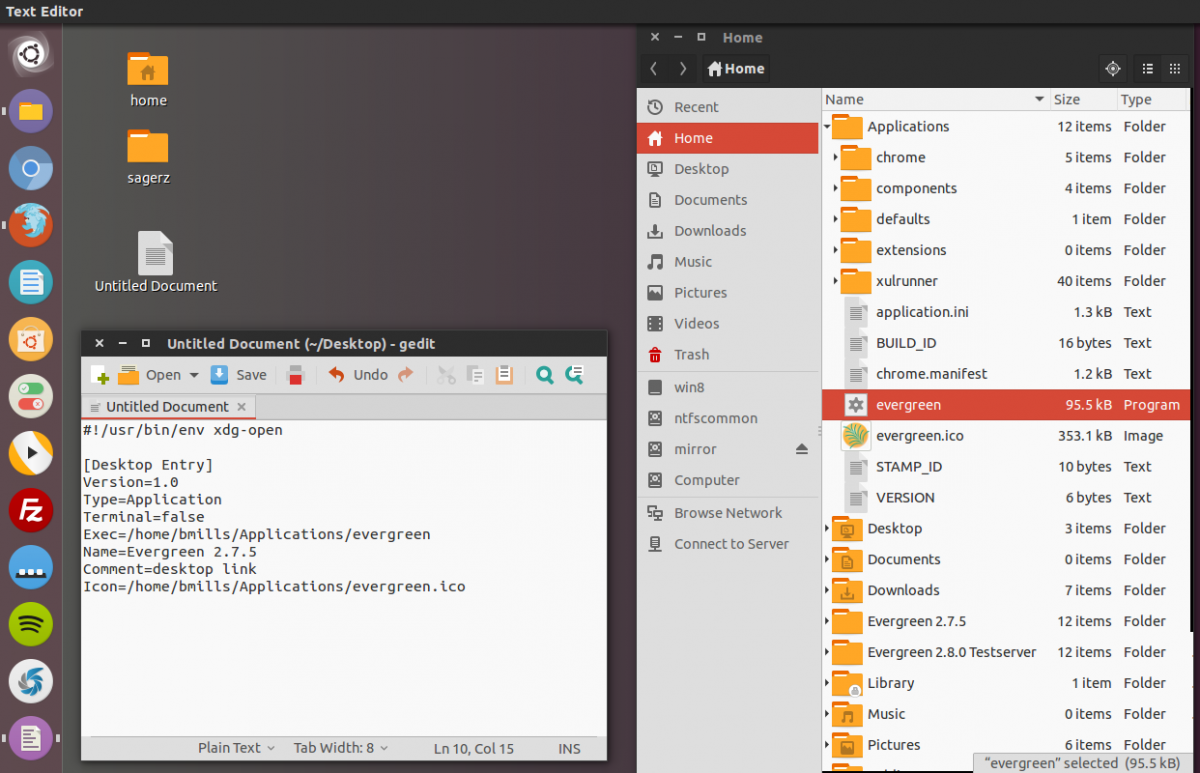 Text Editor
home
sagerz
Untitled Document
Untitled Document (~/Desktop) - gedit
Open Save Undo
Untitled Document
#!/usr/bin/env xdg-open
[Desktop Entry]
Version=1.0
Type=Application
Terminal=false
Exec=/home/bmills/Applications/evergreen
Name=Evergreen 2.7.5
Comment=desktop link
Icon=/home/bmills/Applications/evergreen.ico
Plain Text Tab Width: 8 Ln 10, Col 15 INS
Home
Home
Recent
Home
Desktop
Documents
Downloads
Music
Pictures
Videos
Trash
win8
ntfscommon
mirror
Computer
Browse Network
Connect to Server
Name Size Type
Applications 12 items Folder
chrome 5 items Folder
components 4 items Folder
defaults 1 item Folder
extensions 0 items Folder
xulrunner 40 items Folder
application.ini 1.3 kB Text
BUILD_ID 16 bytes Text
chrome.manifest 1.2 kB Text
evergreen 95.5 kB Program
evergreen.ico 353.1 kB Image
STAMP_ID 10 bytes Text
VERSION 6 bytes Text
Desktop 3 items Folder
Documents 0 items Folder
Downloads 7 items Folder
Evergreen 2.7.5 12 items Folder
Evergreen 2.8.0 Testserver 12 items Folder
Library 1 item Folder
Music 0 items Folder
Pictures 6 items Folder
"evergreen" selected (95.5 kB)